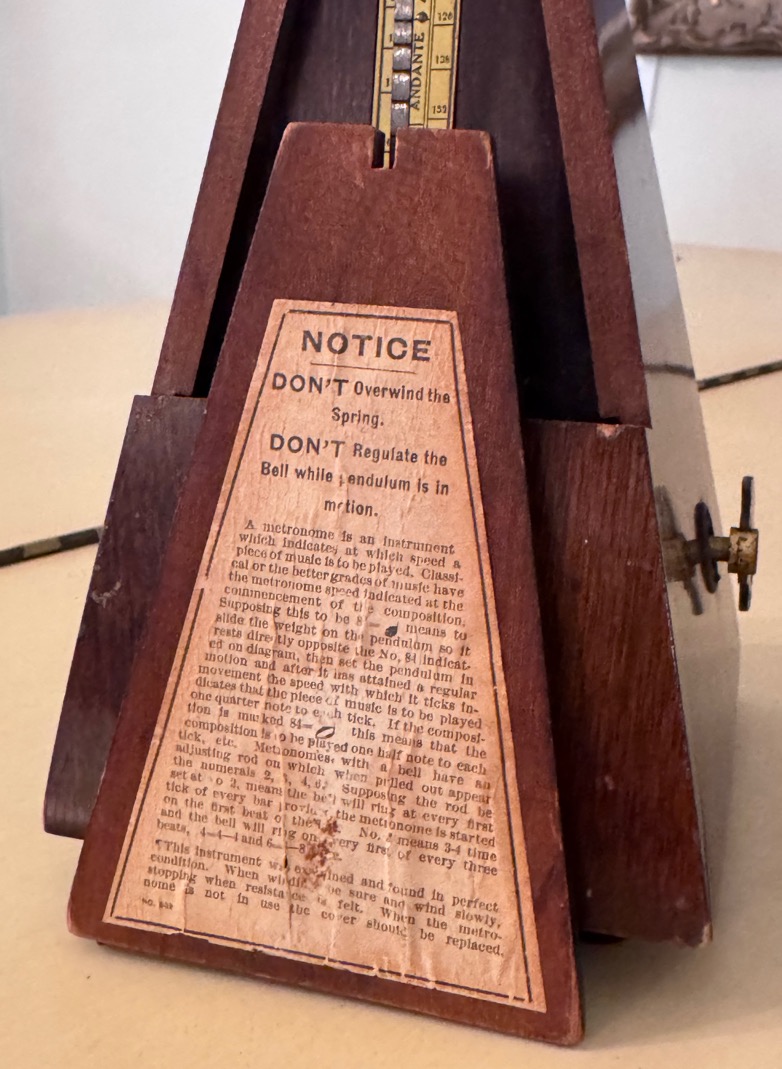 120
ANDANTE
126
132
NOTICE
DON'T Overwind the
Spring.
DON'T Regulate the
Bell while pendulum is in
motion.
A metronome is an instrument
which indicates at which speed a
piece of music is to be played. Classi-
cal or the better grades of music have
the metronome speed indicated at the
commencement of the composition.
Supposing this to be means to
slide the weight on the pendulum so it
rests directly opposite the No. 84 indicat-
ed on diagram, then set the pendulum in
motion and after it has attained a regular
movement the speed with which it ticks in-
dicates that the piece of music is to be played
one quarter note to each tick. If the composi-
tion is marked 84— this means that the
composition is to be played one half note to each
tick, etc. Metronomes with a bell have an
adjusting rod on which when pulled out appear
the numerals 2, 4, 6. Supposing the rod be
set at No 2, means the bell will ring at every first
tick of every bar the metronome is started
on the first beat of the No. means 3-4 time
and the bell will ring on every first of every three
beats, 4—4—4 and 6— —8
¶This instrument was examined and found in perfect
condition. When winding be sure and wind slowly,
stopping when resistance is felt. When the metro-
nome is not in use the cover should be replaced.